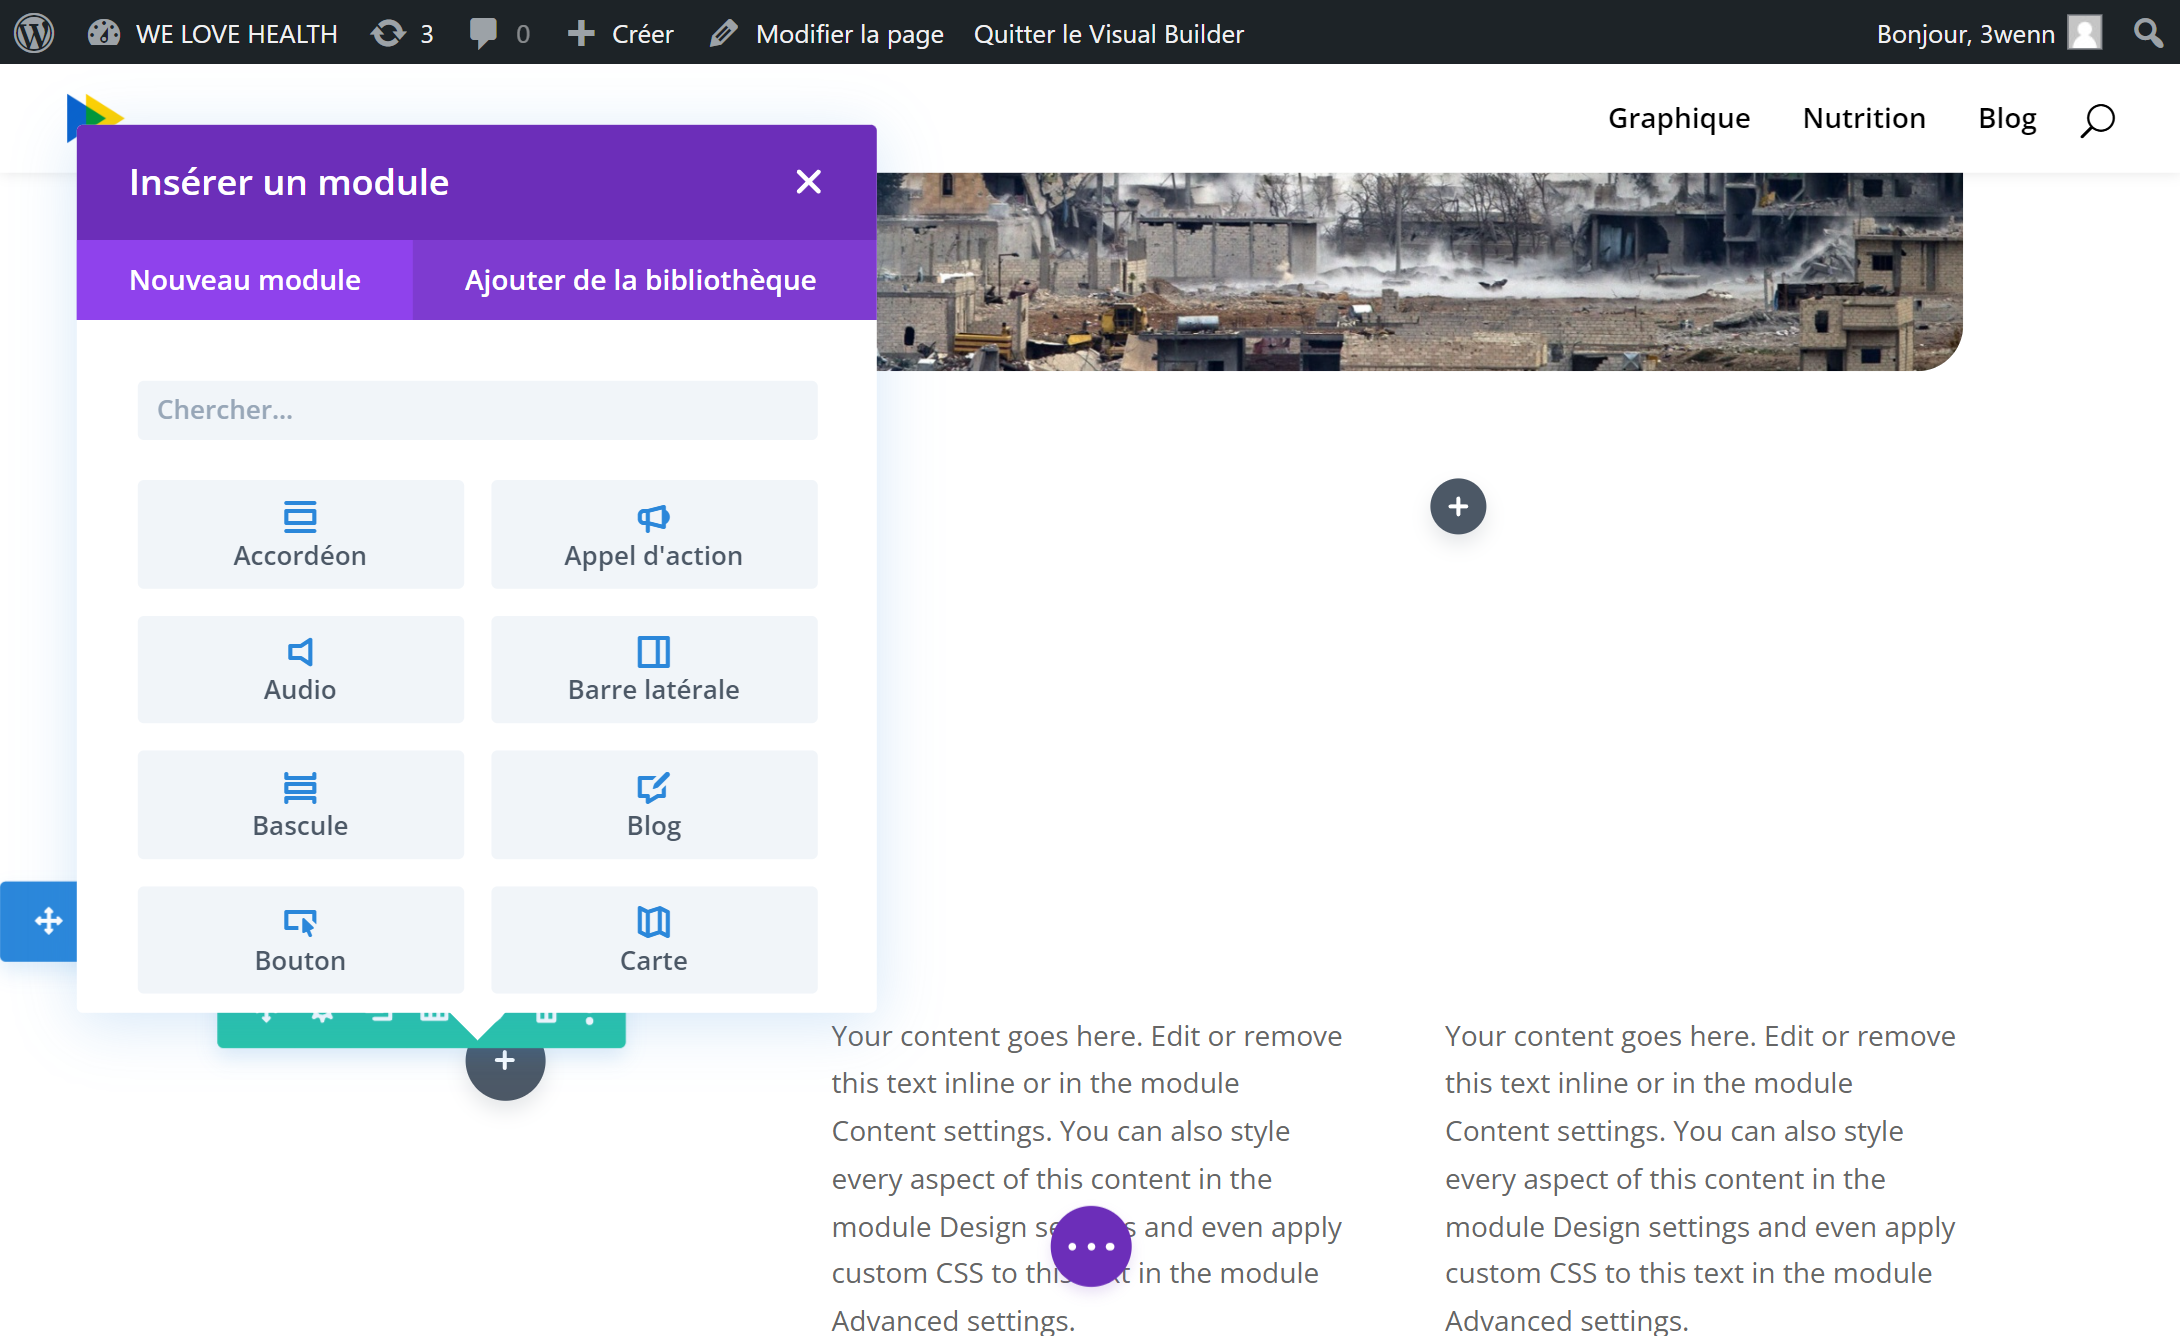 WE LOVE HEALTH 3 0 Créer Modifier la page Quitter le Visual Builder Bonjour, 3wenn
Graphique Nutrition Blog
Insérer un module
Nouveau module Ajouter de la bibliothèque
Chercher...
Accordéon Appel d'action
Audio Barre latérale
Bascule Blog
Bouton Carte
Your content goes here. Edit or remove
this text inline or in the module
Content settings. You can also style
every aspect of this content in the
module Design s and even apply
custom CSS to this in the module
Advanced settings.
Your content goes here. Edit or remove
this text inline or in the module
Content settings. You can also style
every aspect of this content in the
module Design settings and even apply
custom CSS to this text in the module
Advanced settings.